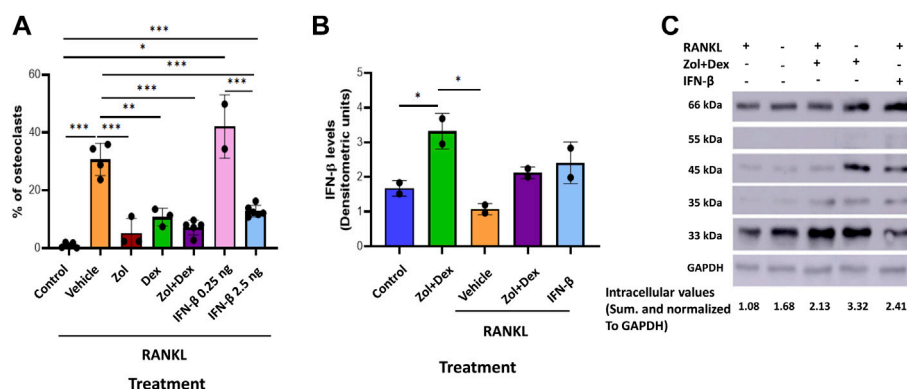 A
***
*
***
***
***
**
***
***
% of osteoclasts
60
40
20
0
Control
Vehicle
Zol
Dex
Zol+Dex
IFN-β 0.25 ng
IFN-β 2.5 ng
RANKL
Treatment
B
*
*
IFN-β levels
(Densitometric units)
5
4
3
2
1
0
Control
Zol+Dex
Vehicle
Zol+Dex
IFN-β
RANKL
Treatment
C
RANKL + - + - +
Zol+Dex - - + + -
IFN-β - - - - +
66 kDa
55 kDa
45 kDa
35 kDa
33 kDa
GAPDH
Intracellular values
(Sum. and normalized
To GAPDH)
1.08 1.68 2.13 3.32 2.41